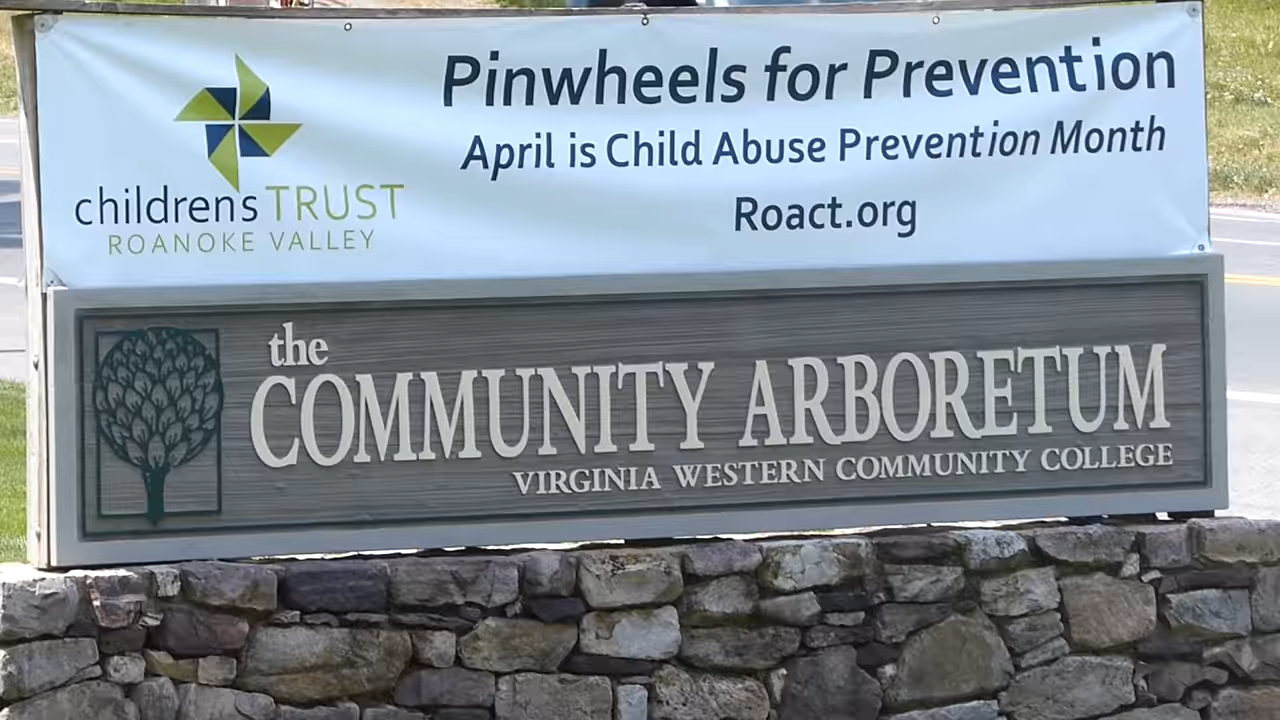 Pinwheels for Prevention
April is Child Abuse Prevention Month
Roact.org
childrens TRUST
ROANOKE VALLEY
the
COMMUNITY ARBORETUM
VIRGINIA WESTERN COMMUNITY COLLEGE